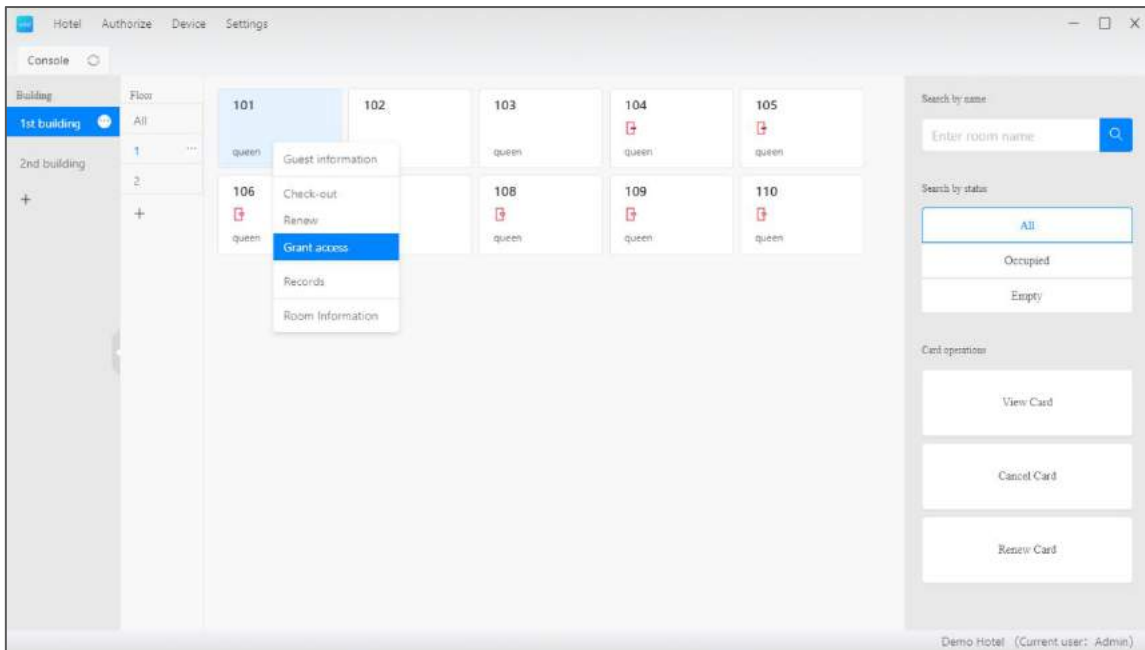 Hotel Authorize Device Settings
Console
Building
1st building
2nd building
+
Floor
All
1 ...
2
+
101
queen
102
103
queen
104
queen
105
queen
106
queen
108
queen
109
queen
110
queen
Guest information
Check-out
Renew
Grant access
Records
Room Information
Search by name
Enter room name
Search by status
All
Occupied
Empty
Card operations
View Card
Cancel Card
Renew Card
Demo Hotel (Current user: Admin)